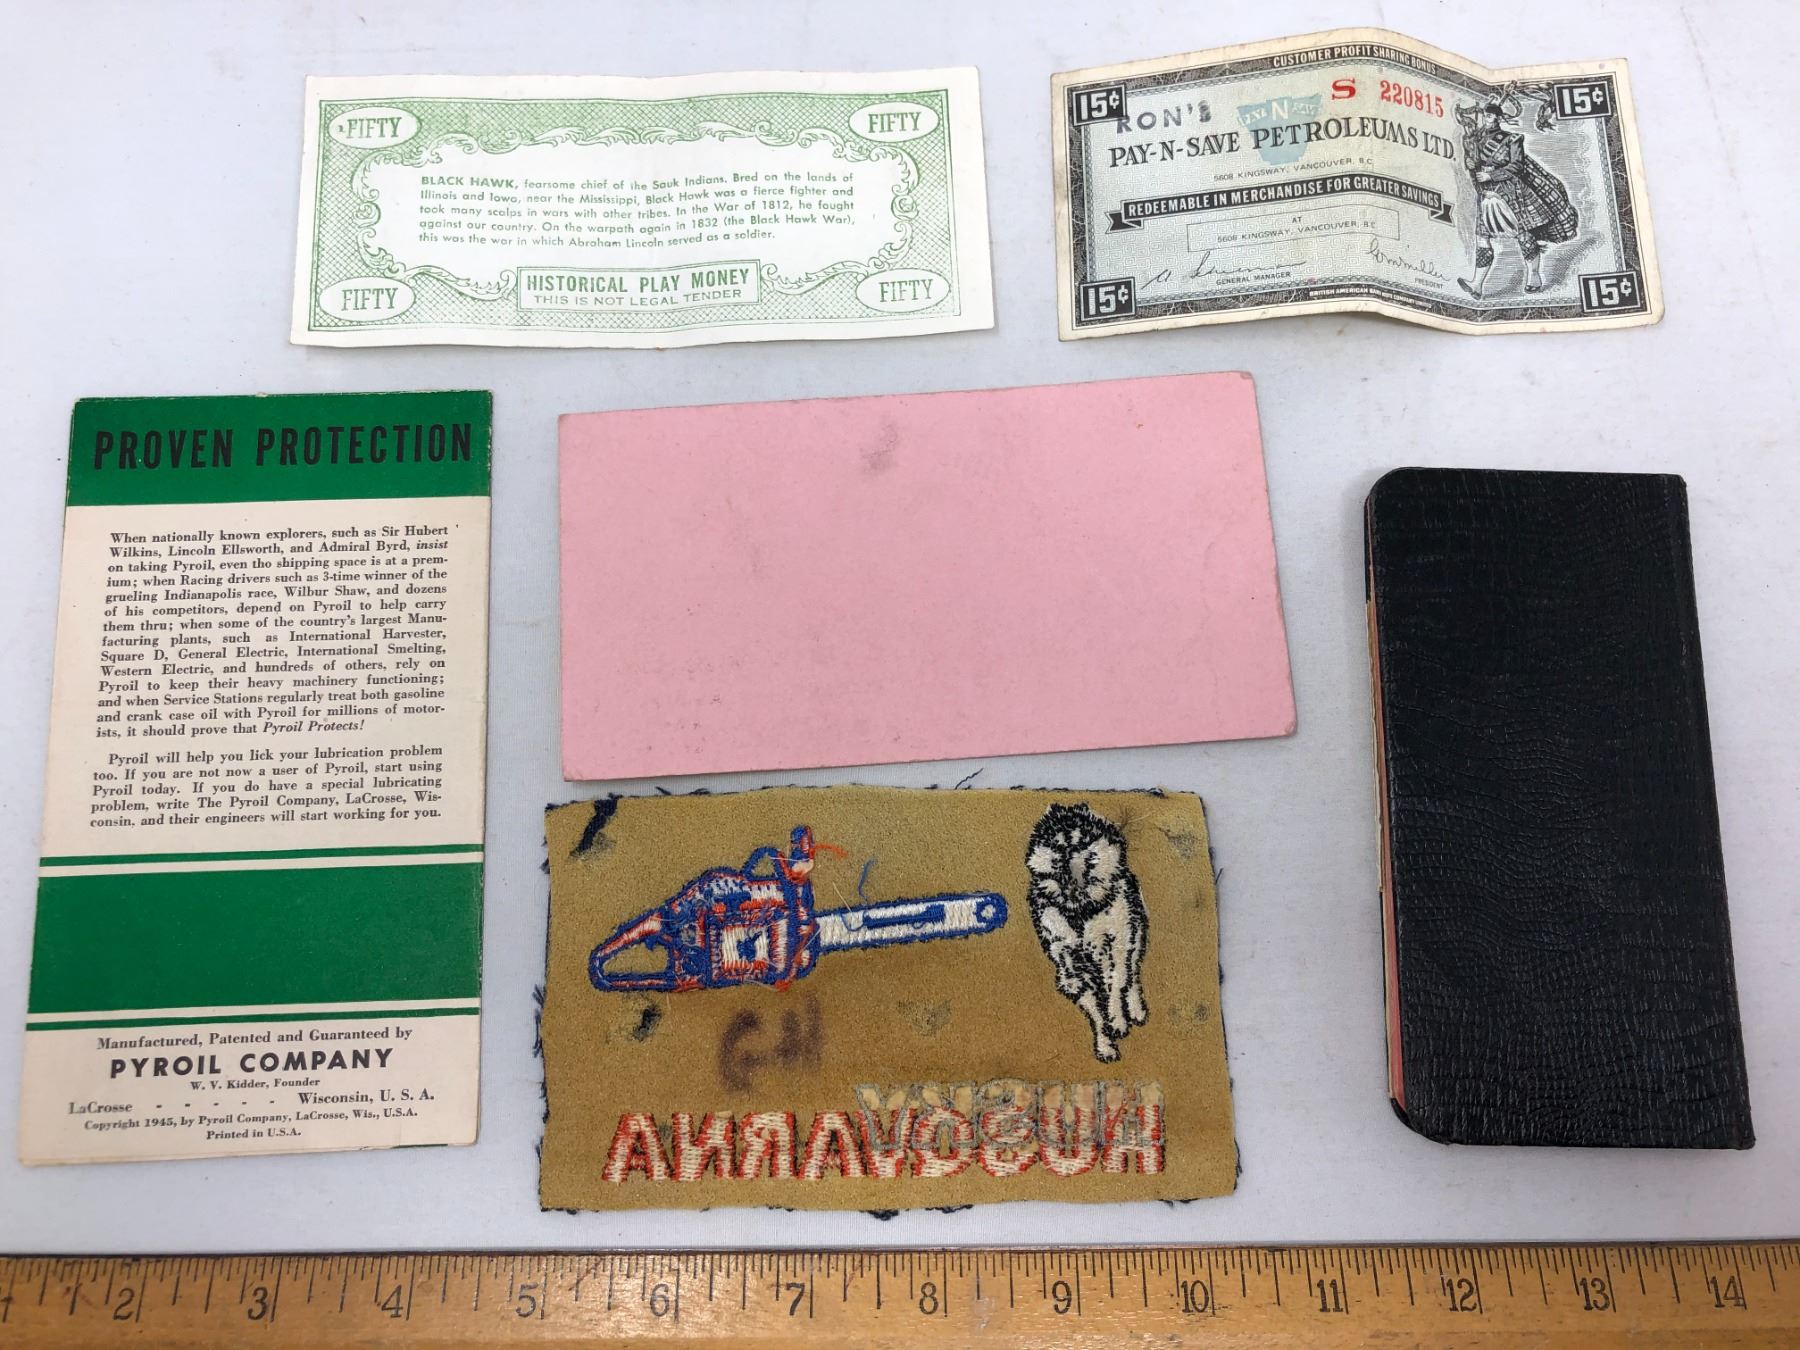 FIFTY
FIFTY
BLACK HAWK, fearsome chief of the Sauk Indians. Bred on the lands of
Illinois and Iowa, near the Mississippi, Black Hawk was a fierce fighter and
took many scalps in wars with other tribes. In the War of 1812, he fought
against our country. On the warpath again in 1832 (the Black Hawk War),
this was the war in which Abraham Lincoln served as a soldier.
FIFTY
HISTORICAL PLAY MONEY
THIS IS NOT LEGAL TENDER
FIFTY
CUSTOMER PROFIT SHARING BONUS
15¢
RON'S
N
S 220815
15¢
PAY-N-SAVE PETROLEUMS LTD.
5608 KINGSWAY, VANCOUVER, B.C.
REDEEMABLE IN MERCHANDISE FOR GREATER SAVINGS
AT
5608 KINGSWAY, VANCOUVER, B.C.
GENERAL MANAGER
PRESIDENT
15¢
BRITISH AMERICAN BANK NOTE COMPANY LIMITED
15¢
PROVEN PROTECTION
When nationally known explorers, such as Sir Hubert
Wilkins, Lincoln Ellsworth, and Admiral Byrd, insist
on taking Pyroil, even tho shipping space is at a prem-
ium; when Racing drivers such as 3-time winner of the
grueling Indianapolis race, Wilbur Shaw, and dozens
of his competitors, depend on Pyroil to help carry
them thru; when some of the country's largest Manu-
facturing plants, such as International Harvester,
Square D, General Electric, International Smelting,
Western Electric, and hundreds of others, rely on
Pyroil to keep their heavy machinery functioning;
and when Service Stations regularly treat both gasoline
and crank case oil with Pyroil for millions of motor-
ists, it should prove that Pyroil Protects!
Pyroil will help you lick your lubrication problem
too. If you are not now a user of Pyroil, start using
Pyroil today. If you do have a special lubricating
problem, write The Pyroil Company, LaCrosse, Wis-
consin, and their engineers will start working for you.
Manufactured, Patented and Guaranteed by
PYROIL COMPANY
W. V. Kidder, Founder
LaCrosse - - - - - Wisconsin, U. S. A.
Copyright 1945, by Pyroil Company, LaCrosse, Wis., U.S.A.
Printed in U.S.A.
HUSKY
HUSQVARNA
2 3 4 5 6 7 8 9 10 11 12 13 14